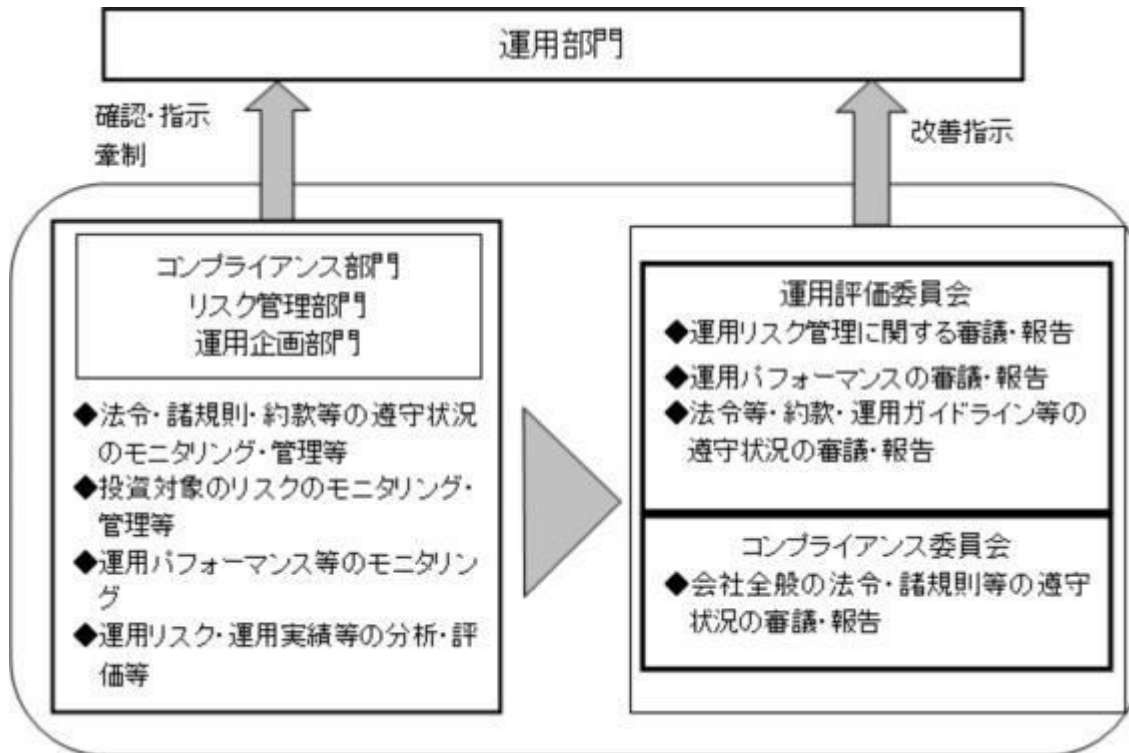 運用部門
確認・指示
牽制
改善指示
コンプライアンス部門
リスク管理部門
運用企画部門
◆法令・諸規則・約款等の遵守状況
のモニタリング・管理等
◆投資対象のリスクのモニタリング・
管理等
◆運用パフォーマンス等のモニタリン
グ
◆運用リスク・運用実績等の分析・評
価等
運用評価委員会
◆運用リスク管理に関する審議・報告
◆運用パフォーマンスの審議・報告
◆法令等・約款・運用ガイドライン等の
遵守状況の審議・報告
コンプライアンス委員会
◆会社全般の法令・諸規則等の遵守
状況の審議・報告